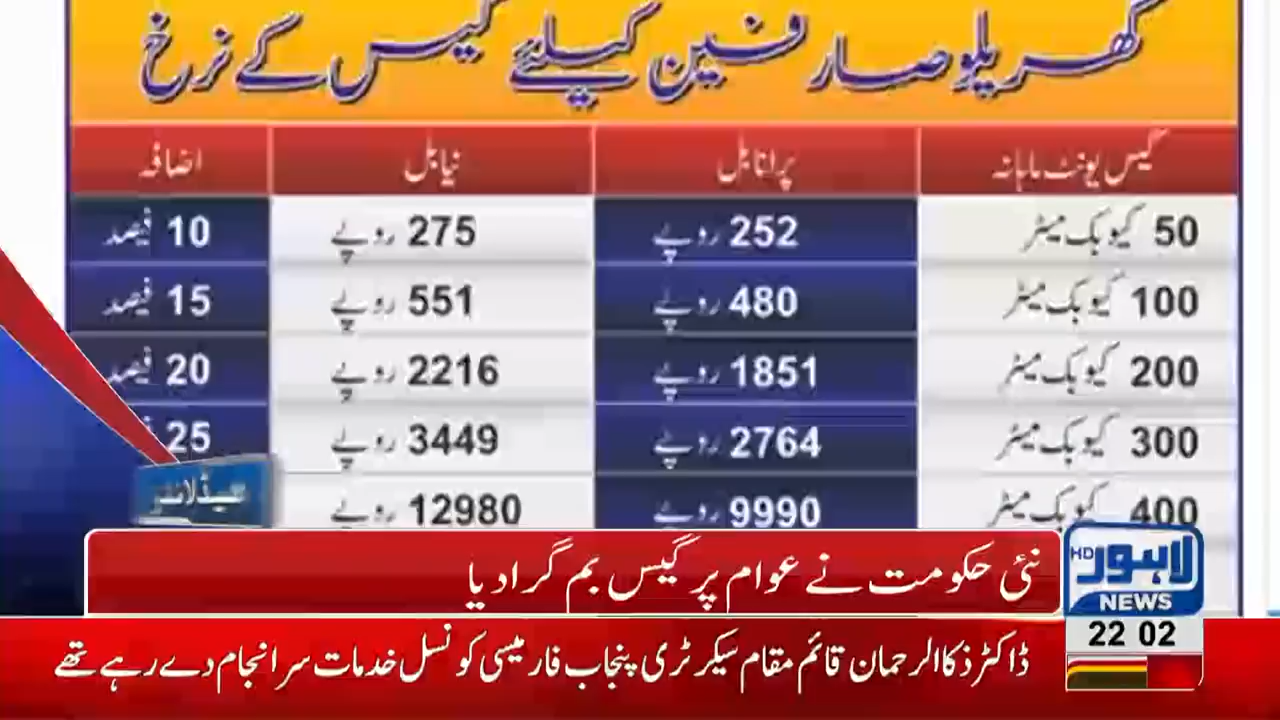 گھریلو صارفین کیلئے گیس کے نرخ
گیس یونٹ ماہانہ پرانا بل نیا بل اضافہ
50 کیوبک میٹر 252 روپے 275 روپے 10 فیصد
100 کیوبک میٹر 480 روپے 551 روپے 15 فیصد
200 کیوبک میٹر 1851 روپے 2216 روپے 20 فیصد
300 کیوبک میٹر 2764 روپے 3449 روپے 25
400 کیوبک میٹر 9990 روپے 12980 روپے
ہیڈلائنز
نئی حکومت نے عوام پر گیس بم گرا دیا
HD لاہور
NEWS
22 02
ڈاکٹر ذکاالرحمان قائم مقام سیکرٹری پنجاب فارمیسی کونسل خدمات سرانجام دے رہے تھے